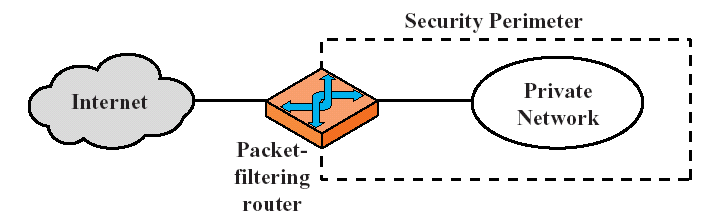 Security Perimeter
Internet
Private
Network
Packet-
filtering
router